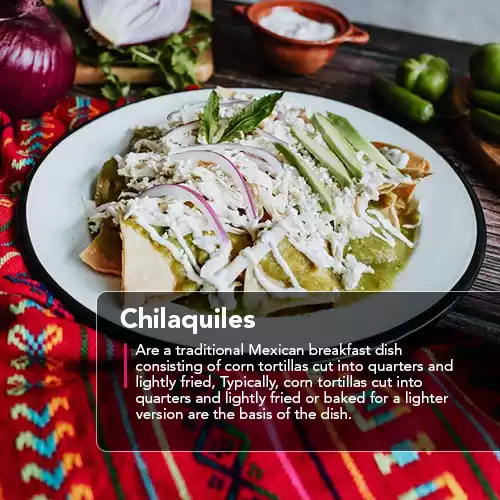 Chilaquiles
Are a traditional Mexican breakfast dish
consisting of corn tortillas cut into quarters and
lightly fried, Typically, corn tortillas cut into
quarters and lightly fried or baked for a lighter
version are the basis of the dish.